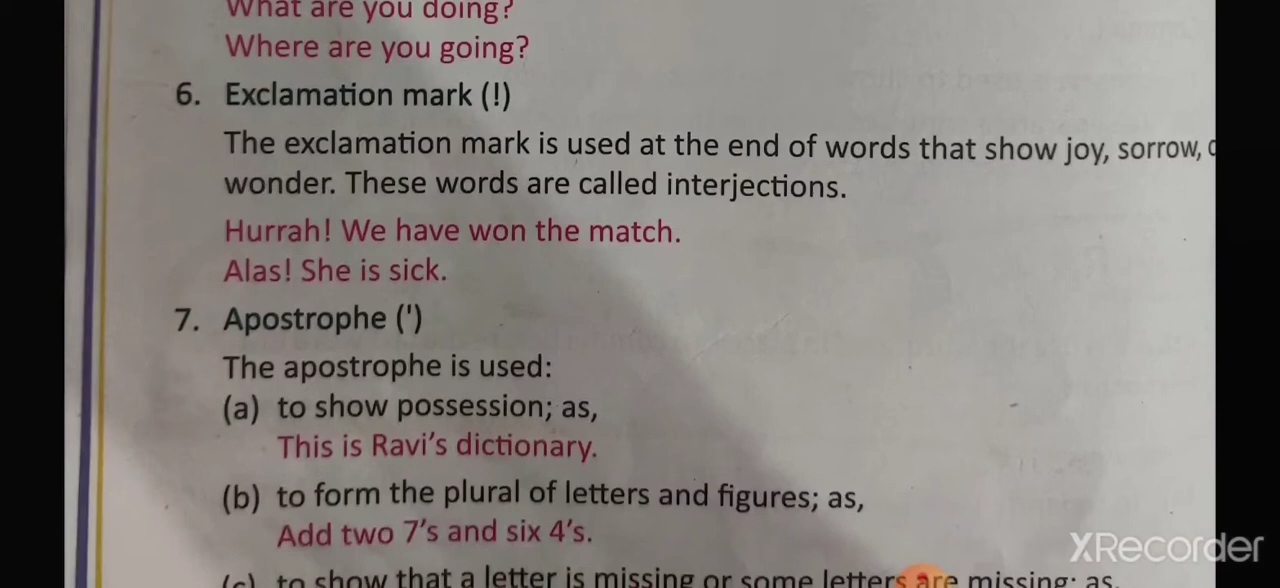 What are you doing?
Where are you going?
6. Exclamation mark (!)
The exclamation mark is used at the end of words that show joy, sorrow,
wonder. These words are called interjections.
Hurrah! We have won the match.
Alas! She is sick.
7. Apostrophe (')
The apostrophe is used:
(a) to show possession; as,
This is Ravi's dictionary.
(b) to form the plural of letters and figures; as,
Add two 7's and six 4's.
(c) to show that a letter is missing or some letters are missing; as,
XRecorder